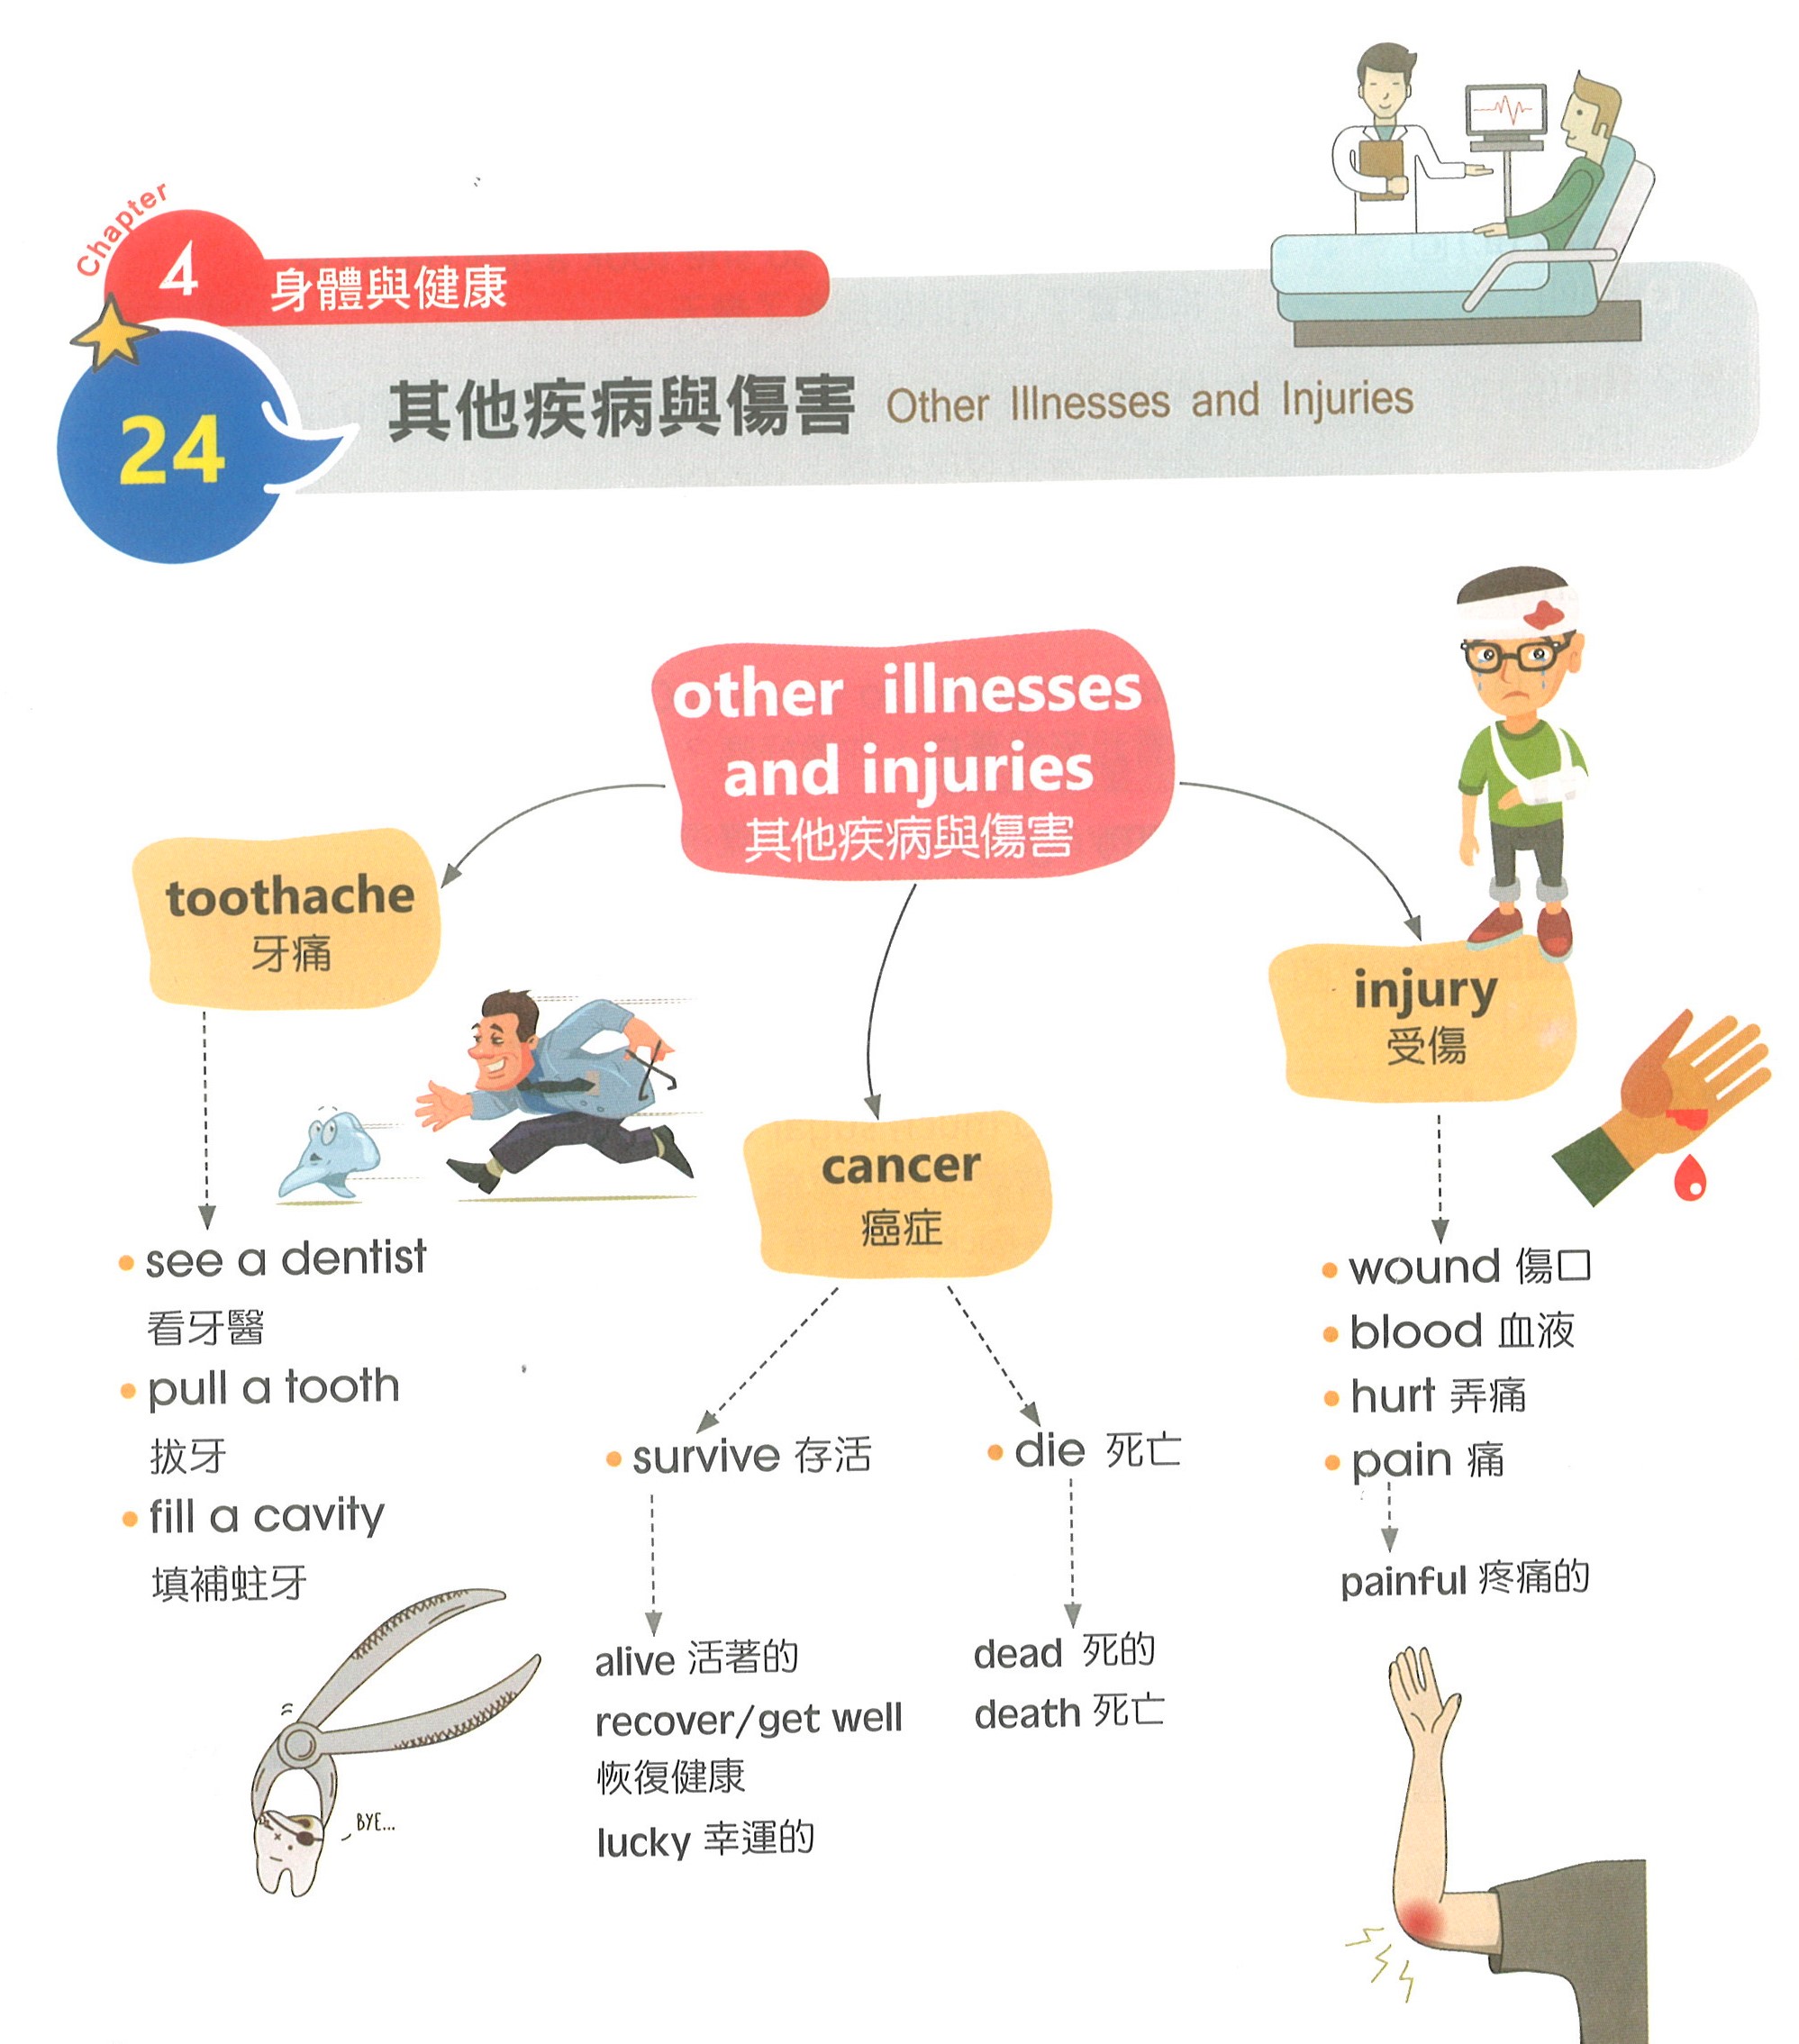 Chapter
4 身體與健康
24 其他疾病與傷害 Other Illnesses and Injuries
other illnesses
and injuries
其他疾病與傷害
toothache
牙痛
see a dentist
看牙醫
pull a tooth
拔牙
fill a cavity
填補蛀牙
BYE...
cancer
癌症
survive 存活
alive 活著的
recover/get well
恢復健康
lucky 幸運的
die 死亡
dead 死的
death 死亡
injury
受傷
wound 傷口
blood 血液
hurt 弄痛
pain 痛
painful 疼痛的